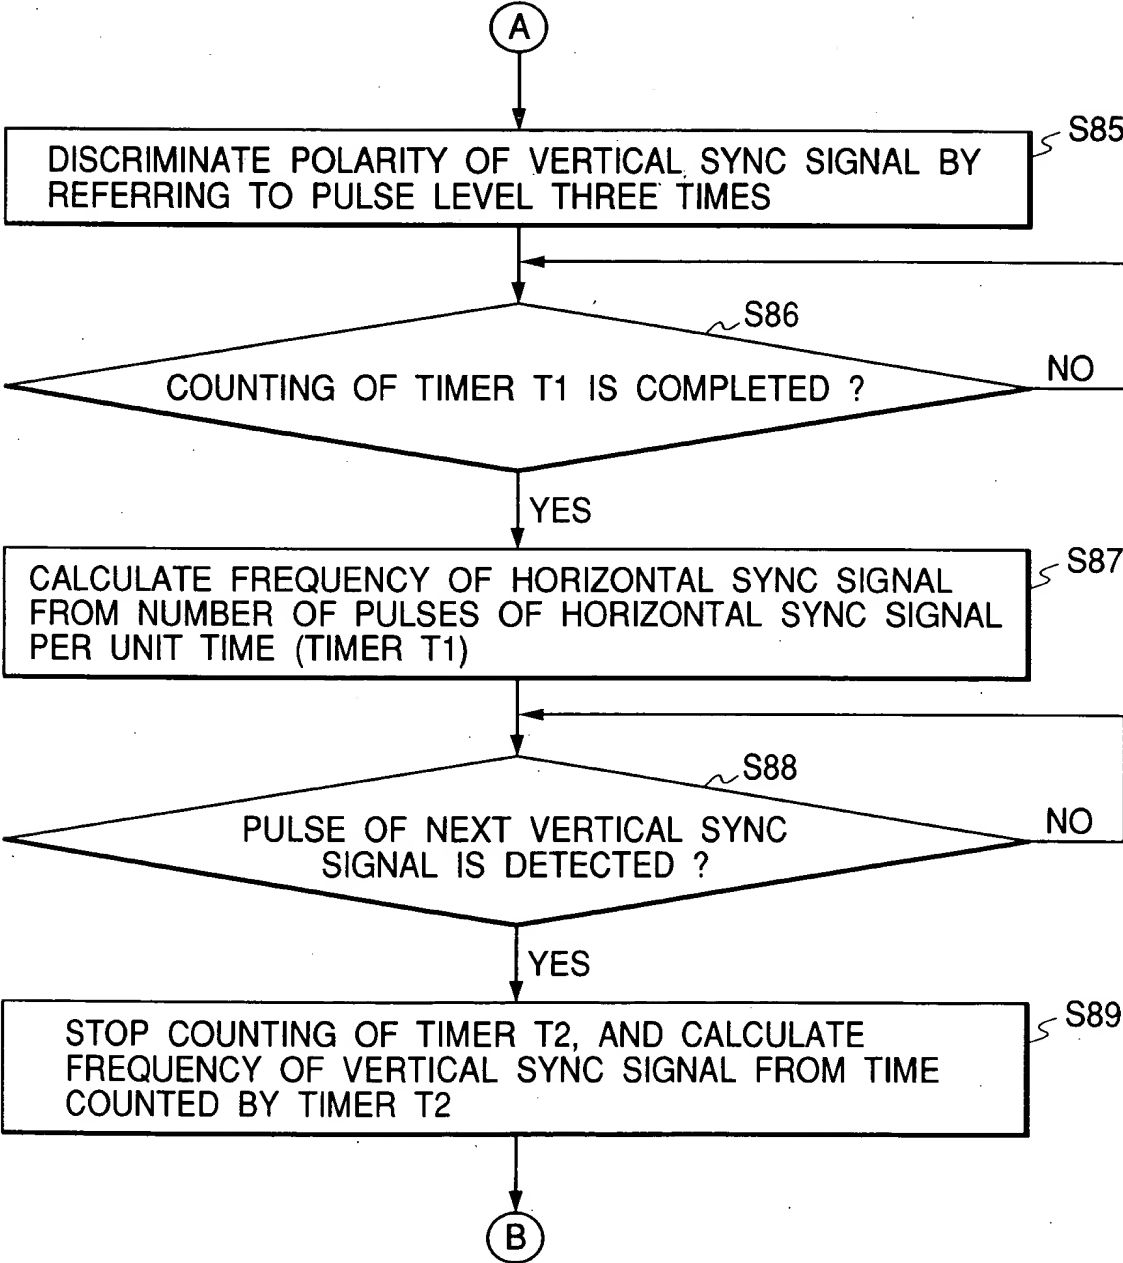 A
S85
DISCRIMINATE POLARITY OF VERTICAL SYNC SIGNAL BY
REFERRING TO PULSE LEVEL THREE TIMES
S86
COUNTING OF TIMER T1 IS COMPLETED ?
NO
YES
S87
CALCULATE FREQUENCY OF HORIZONTAL SYNC SIGNAL
FROM NUMBER OF PULSES OF HORIZONTAL SYNC SIGNAL
PER UNIT TIME (TIMER T1)
S88
PULSE OF NEXT VERTICAL SYNC
SIGNAL IS DETECTED ?
NO
YES
S89
STOP COUNTING OF TIMER T2, AND CALCULATE
FREQUENCY OF VERTICAL SYNC SIGNAL FROM TIME
COUNTED BY TIMER T2
B